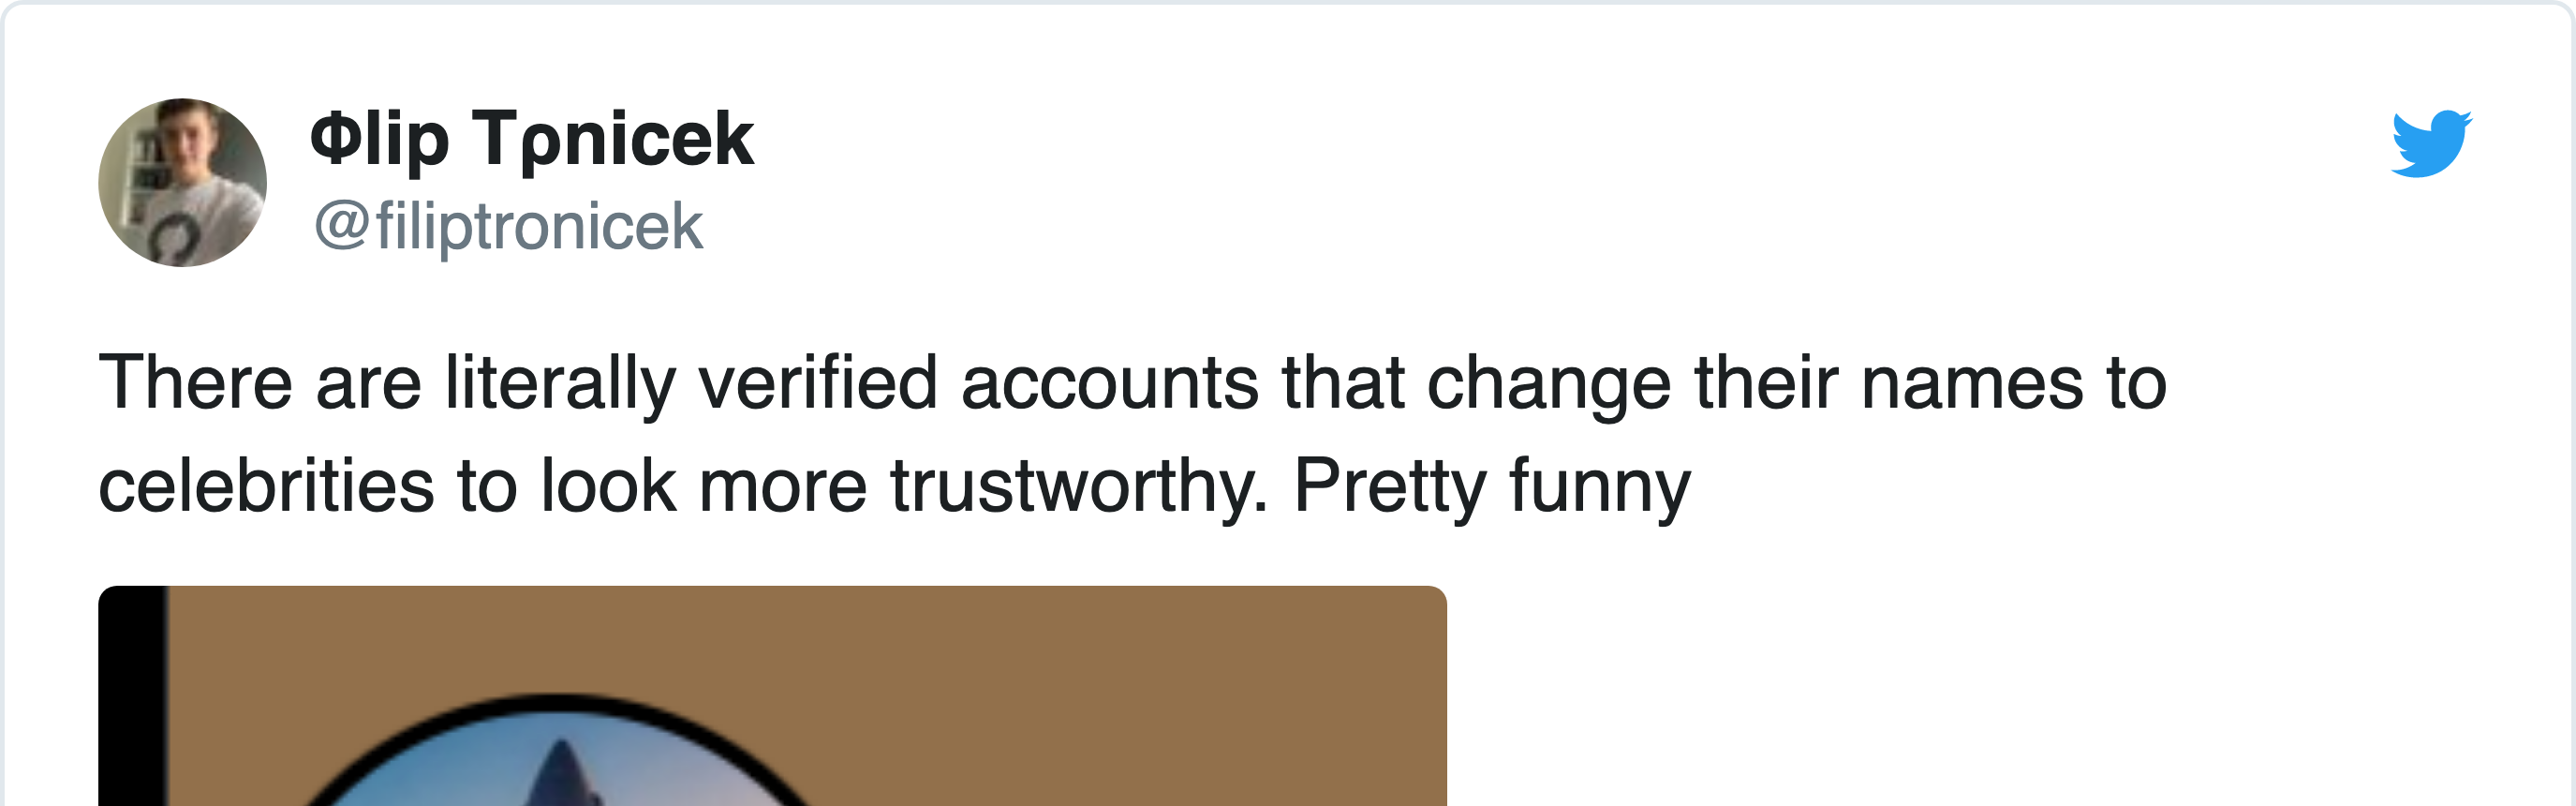 Φlip Tρnicek
@filiptronicek
There are literally verified accounts that change their names to
celebrities to look more trustworthy. Pretty funny